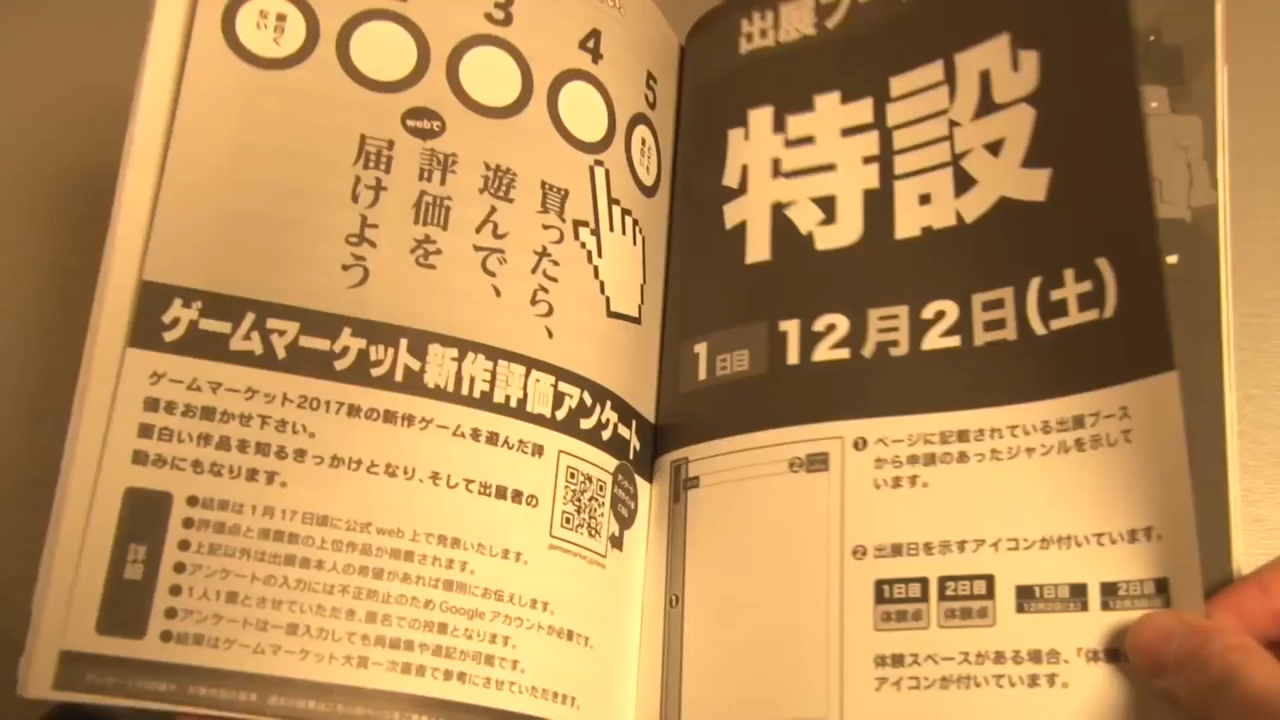 面白く
ない
3
4
5
webで
買ったら、
遊んで、
評価を
届けよう
ゲームマーケット新作評価アンケート
ゲームマーケット2017秋の新作ゲームを遊んだ評
価をお聞かせ下さい。
面白い作品を知るきっかけとなり、そして出展者の
励みにもなります。
詳細
●結果は1月17日頃に公式web上で発表いたします。
●評価点と得票数の上位作品が掲載されます。
●上記以外は出展者本人の希望があれば個別にお伝えします。
●アンケートの入力には不正防止のためGoogleアカウントが必要です。
●1人1票とさせていただき、匿名での投票となります。
●アンケートは一度入力しても再編集や追記が可能です。
●結果はゲームマーケット大賞一次審査で参考にさせていただきます。
出展ブー
特設
1日目 12月2日(土)
❶ ページに記載されている出展ブース
から申請のあったジャンルを示して
います。
❷ 出展日を示すアイコンが付いています。
1日目 2日目 1日目 2日目
体験卓 体験卓 12月2日(土)
体験スペースがある場合、「体験
アイコンが付いています。